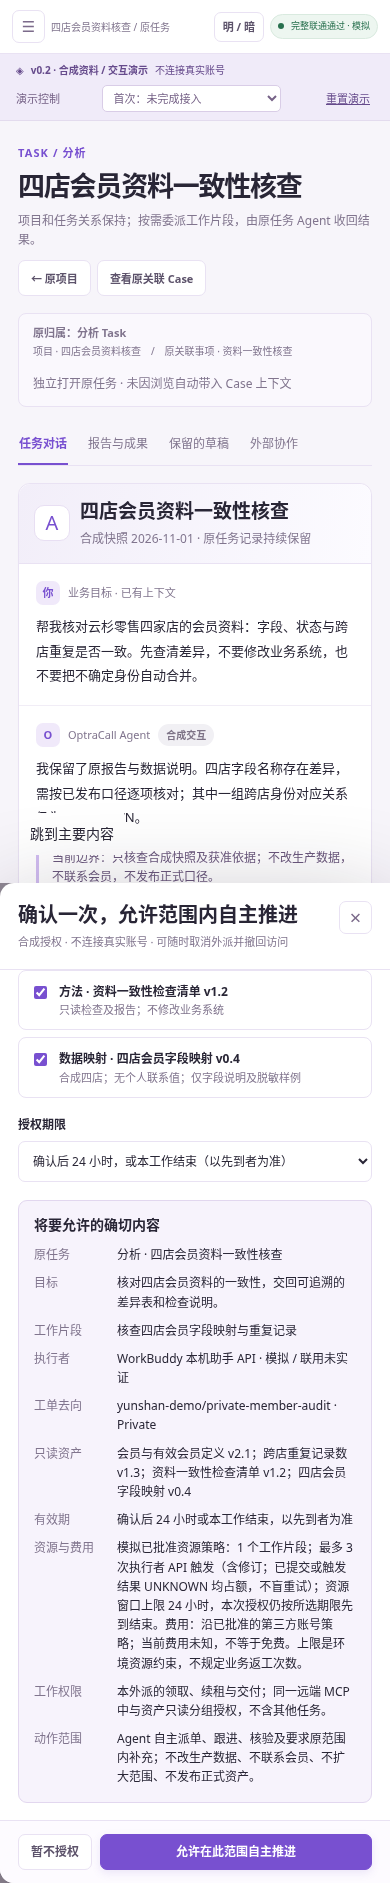 ☰ 四店会员资料核查 / 原任务 明 / 暗 完整联通通过 · 模拟
◈ v0.2 · 合成资料 / 交互演示 不连接真实账号
演示控制 首次：未完成接入 重置演示
TASK / 分析
四店会员资料一致性核查
项目和任务关系保持；按需委派工作片段，由原任务 Agent 收回结
果。
← 原项目 查看原关联 Case
原归属：分析 Task
项目 · 四店会员资料核查 / 原关联事项 · 资料一致性核查
独立打开原任务 · 未因浏览自动带入 Case 上下文
任务对话 报告与成果 保留的草稿 外部协作
A 四店会员资料一致性核查
合成快照 2026-11-01 · 原任务记录持续保留
你 业务目标 · 已有上下文
帮我核对云杉零售四家店的会员资料：字段、状态与跨
店重复是否一致。先查清差异，不要修改业务系统，也
不要把不确定身份自动合并。
O OptraCall Agent 合成交互
我保留了原报告与数据说明。四店字段名称存在差异，
需按已发布口径逐项核对；其中一组跨店身份对应关系
N。
跳到主要内容
当前边界：只核查合成快照及获准依据；不改生产数据，
不联系会员，不发布正式口径。
确认一次，允许范围内自主推进 ×
合成授权 · 不连接真实账号 · 可随时取消外派并撤回访问
方法 · 资料一致性检查清单 v1.2
只读检查及报告；不修改业务系统
数据映射 · 四店会员字段映射 v0.4
合成四店；无个人联系值；仅字段说明及脱敏样例
授权期限
确认后 24 小时，或本工作结束（以先到者为准）
将要允许的确切内容
原任务 分析 · 四店会员资料一致性核查
目标 核对四店会员资料的一致性，交回可追溯的
差异表和检查说明。
工作片段 核查四店会员字段映射与重复记录
执行者 WorkBuddy 本机助手 API · 模拟 / 联用未实
证
工单去向 yunshan-demo/private-member-audit ·
Private
只读资产 会员与有效会员定义 v2.1；跨店重复记录数
v1.3；资料一致性检查清单 v1.2；四店会员
字段映射 v0.4
有效期 确认后 24 小时或本工作结束，以先到者为准
资源与费用 模拟已批准资源策略：1 个工作片段；最多 3
次执行者 API 触发（含修订；已提交或触发
结果 UNKNOWN 均占额，不盲重试）；资源
窗口上限 24 小时，本次授权仍按所选期限先
到结束。费用：沿已批准的第三方账号策
略；当前费用未知，不等于免费。上限是环
境资源约束，不规定业务返工次数。
工作权限 本外派的领取、续租与交付；同一远端 MCP
中与资产只读分组授权，不含其他任务。
动作范围 Agent 自主派单、跟进、核验及要求原范围
内补充；不改生产数据、不联系会员、不扩
大范围、不发布正式资产。
暂不授权 允许在此范围自主推进